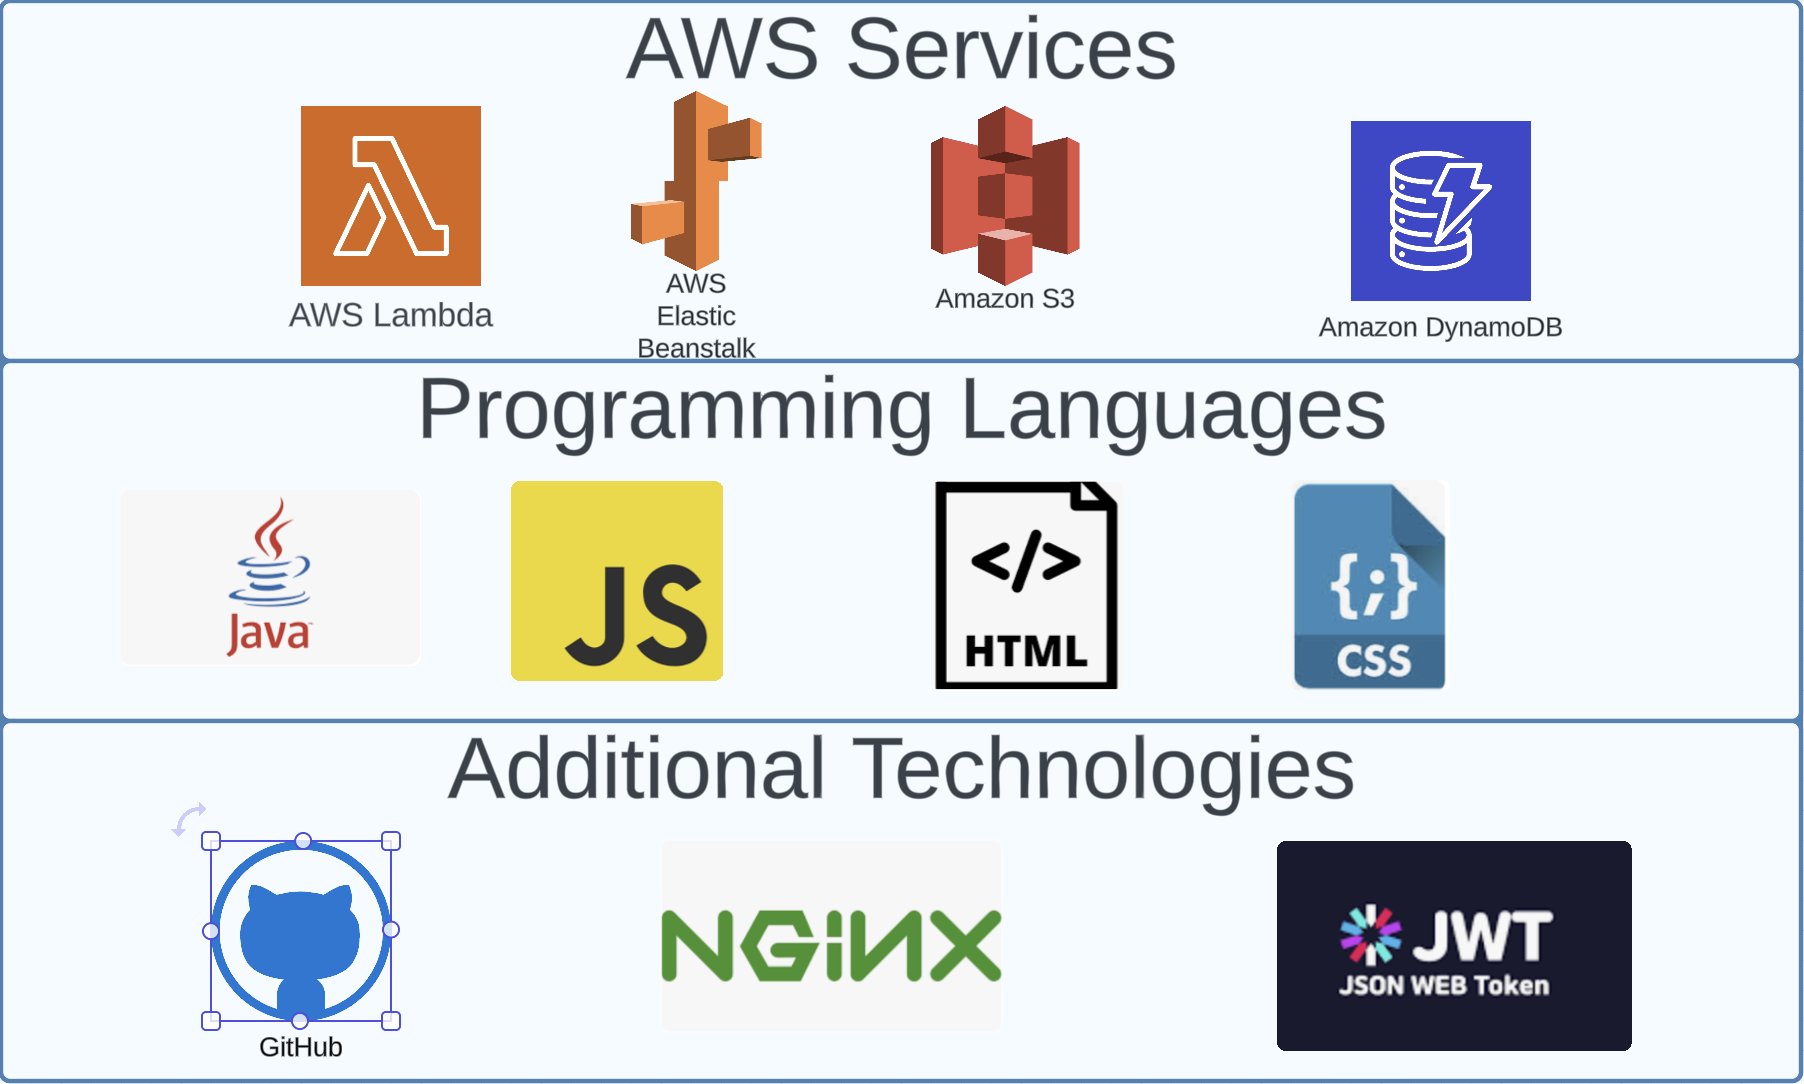 AWS Services
AWS Lambda
AWS
Elastic
Beanstalk
Amazon S3
Amazon DynamoDB
Programming Languages
Java™
JS
</>
HTML
{;}
CSS
Additional Technologies
GitHub
NGiNX
JWT
JSON WEB Token